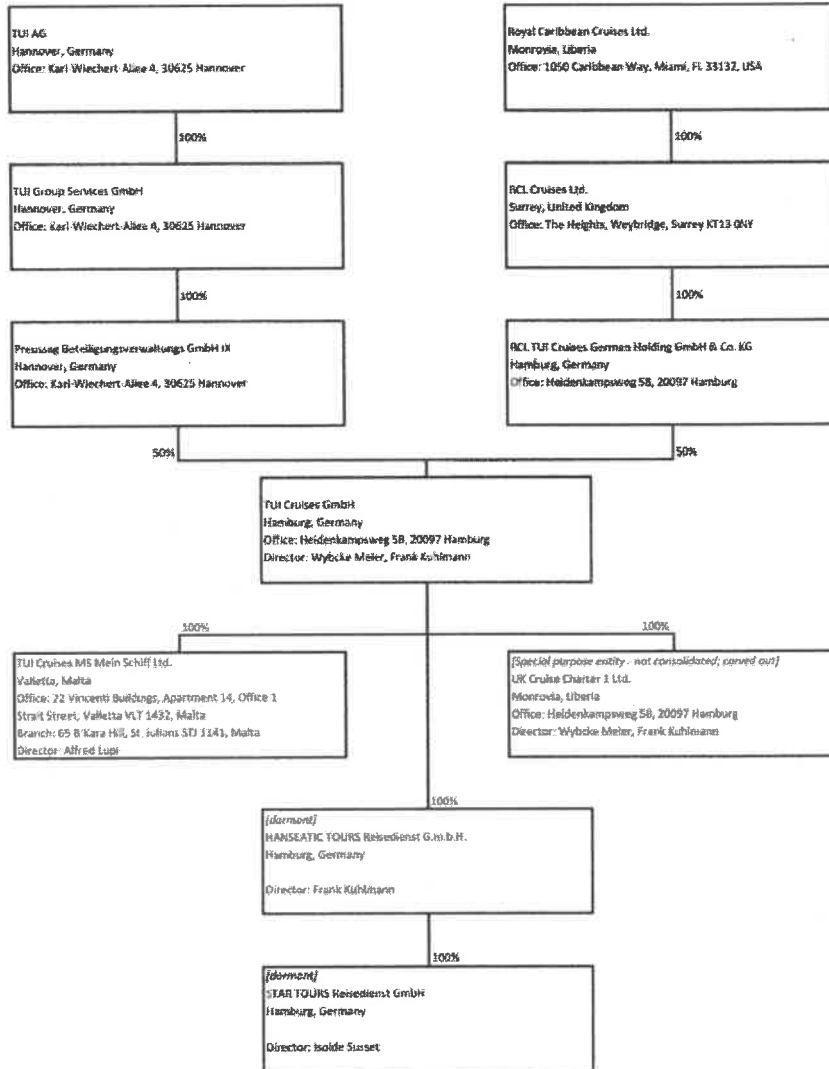 TUI AG
Hannover, Germany
Office: Karl-Wiechert-Allee 4, 30625 Hannover
Royal Caribbean Cruises Ltd.
Monrovia, Liberia
Office: 1050 Caribbean Way, Miami, FL 33132, USA
100%
100%
TUI Group Services GmbH
Hannover, Germany
Office: Karl-Wiechert-Allee 4, 30625 Hannover
RCL Cruises Ltd.
Surrey, United Kingdom
Office: The Heights, Weybridge, Surrey KT13 0NY
100%
100%
Preussag Beteiligungsverwaltungs GmbH IX
Hannover, Germany
Office: Karl-Wiechert-Allee 4, 30625 Hannover
RCL TUI Cruises German Holding GmbH & Co. KG
Hamburg, Germany
Office: Heidenkampsweg 58, 20097 Hamburg
50%
50%
TUI Cruises GmbH
Hamburg, Germany
Office: Heidenkampsweg 58, 20097 Hamburg
Director: Wybcke Meier, Frank Kuhlmann
100%
100%
TUI Cruises MS Mein Schiff Ltd.
Valletta, Malta
Office: 22 Vincenti Buildings, Apartment 14, Office 1
Strait Street, Valletta VLT 1432, Malta
Branch: 65 B'Kara Hill, St. Julians STJ 1141, Malta
Director: Alfred Lupi
[Special purpose entity - not consolidated; carved out]
UK Cruise Charter 1 Ltd.
Monrovia, Liberia
Office: Heidenkampsweg 58, 20097 Hamburg
Director: Wybcke Meier, Frank Kuhlmann
100%
[dormant]
HANSEATIC TOURS Reisedienst G.m.b.H.
Hamburg, Germany
Director: Frank Kuhlmann
100%
[dormant]
STAR TOURS Reisedienst GmbH
Hamburg, Germany
Director: Isolde Susset